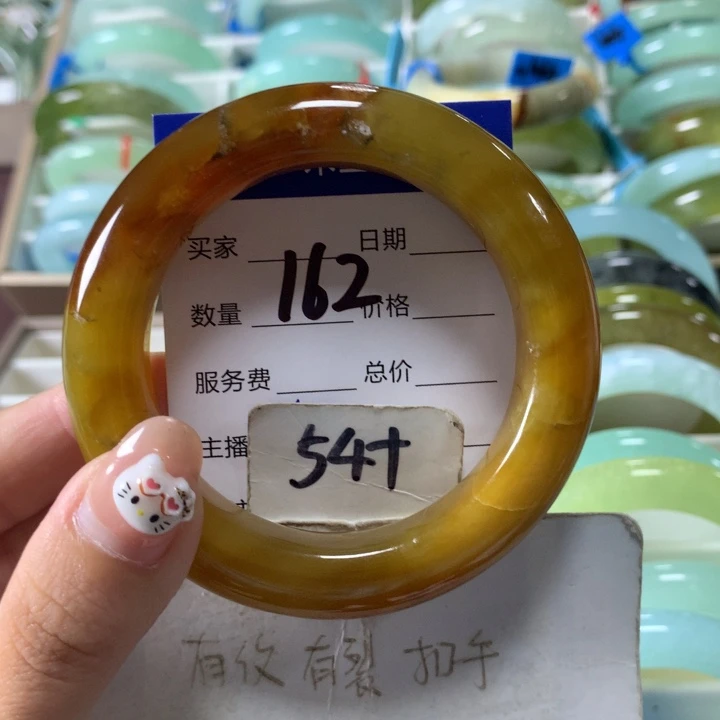 买家 日期
162
数量 价格
服务费 总价
主播
54+
有纹 有裂 扣手